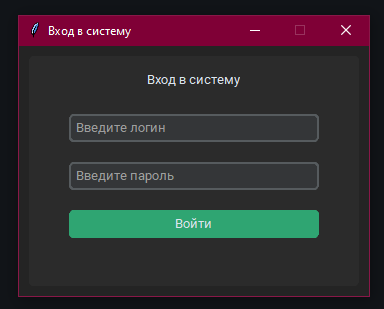 Вход в систему
Вход в систему
Введите логин
Введите пароль
Войти